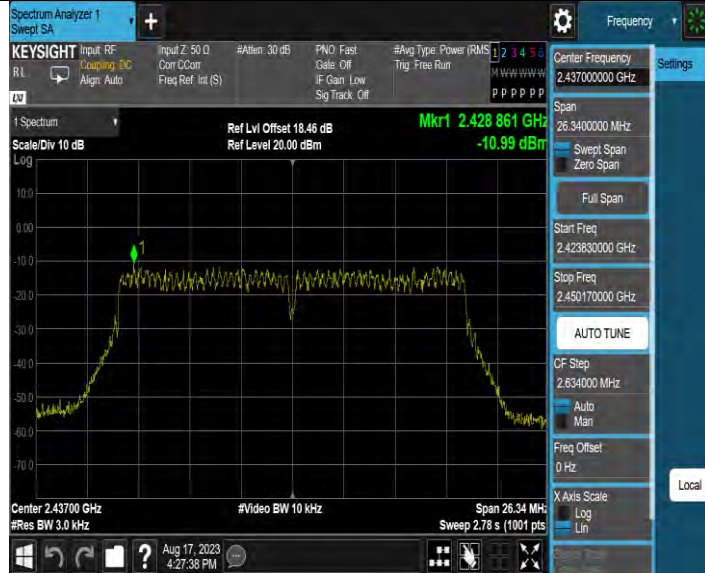 Spectrum Analyzer 1
Swept SA
+
Frequency
KEYSIGHT
RL
LXI
Input: RF
Coupling: DC
Align: Auto
Input Z: 50 Ω
Corr CCorr
Freq Ref: Int (S)
#Atten: 30 dB
PNO: Fast
Gate: Off
IF Gain: Low
Sig Track: Off
#Avg Type: Power (RMS
Trig: Free Run
1 2 3 4 5 6
M W W W W W
P P P P P P
Center Frequency
2.437000000 GHz
Settings
Span
26.3400000 MHz
Swept Span
Zero Span
Full Span
Start Freq
2.423830000 GHz
Stop Freq
2.450170000 GHz
AUTO TUNE
CF Step
2.634000 MHz
Auto
Man
Freq Offset
0 Hz
X Axis Scale
Log
Lin
Local
1 Spectrum
Scale/Div 10 dB
Log
Ref Lvl Offset 18.46 dB
Ref Level 20.00 dBm
Mkr1 2.428 861 GHz
-10.99 dBm
10.0
0.00
-10.0
-20.0
-30.0
-40.0
-50.0
-60.0
-70.0
1
Center 2.43700 GHz
#Res BW 3.0 kHz
#Video BW 10 kHz
Span 26.34 MHz
Sweep 2.78 s (1001 pts
?
Aug 17, 2023
4:27:38 PM